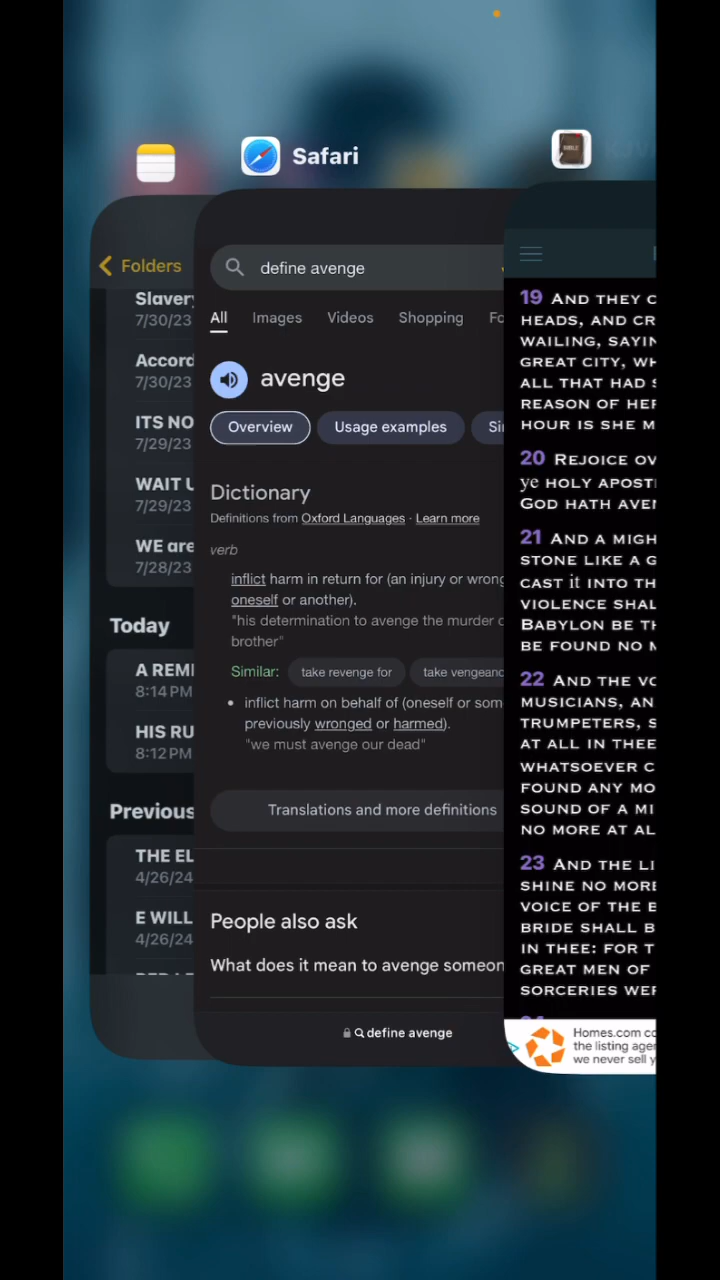 Safari
Folders
Slavery
7/30/23
Accord
7/30/23
ITS NO
7/29/23
WAIT U
7/29/23
WE are
7/28/23
Today
A REMI
8:14 PM
HIS RU
8:12 PM
Previous
THE EL
4/26/24
E WILL
4/26/24
define avenge
All Images Videos Shopping Fo
avenge
Overview Usage examples Si
Dictionary
Definitions from Oxford Languages · Learn more
verb
inflict harm in return for (an injury or wrong
oneself or another).
"his determination to avenge the murder o
brother"
Similar: take revenge for take vengeanc
• inflict harm on behalf of (oneself or som
previously wronged or harmed).
"we must avenge our dead"
Translations and more definitions
People also ask
What does it mean to avenge someon
define avenge
BIBLE
19 AND THEY C
HEADS, AND CR
WAILING, SAYIN
GREAT CITY, WH
ALL THAT HAD S
REASON OF HER
HOUR IS SHE M
20 REJOICE OV
ye HOLY APOST
GOD HATH AVEN
21 AND A MIGH
STONE LIKE A G
CAST it INTO TH
VIOLENCE SHAL
BABYLON BE TH
BE FOUND NO M
22 AND THE VO
MUSICIANS, AN
TRUMPETERS, S
AT ALL IN THEE
WHATSOEVER C
FOUND ANY MO
SOUND OF A MI
NO MORE AT AL
23 AND THE LI
SHINE NO MORE
VOICE OF THE B
BRIDE SHALL B
IN THEE: FOR T
GREAT MEN OF
SORCERIES WER
Homes.com co
the listing agen
we never sell y